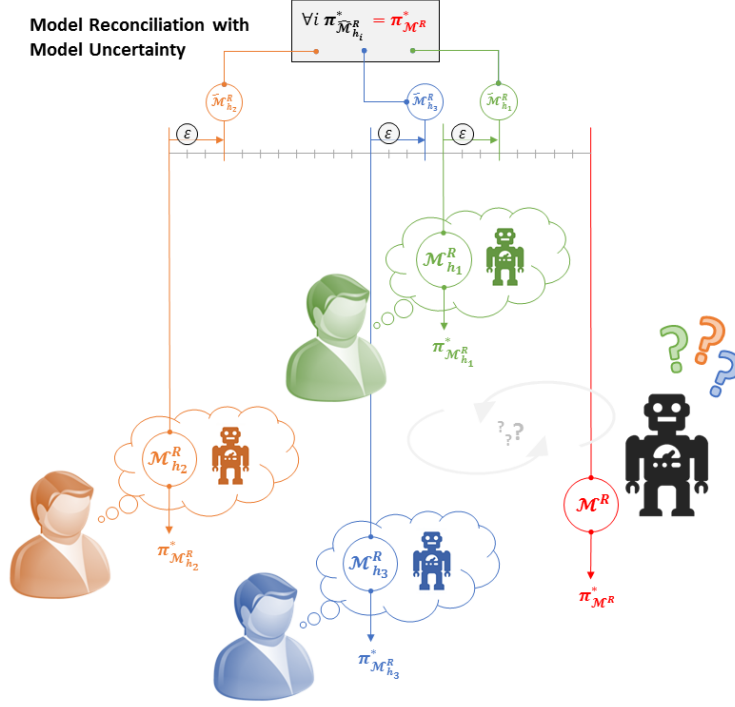 Model Reconciliation with
Model Uncertainty
∀i π*_{M̂^R_{h_i}} = π*_{M^R}
M̂^R_{h_2}
M̂^R_{h_3}
M̂^R_{h_1}
ε
ε
ε
M^R_{h_1}
π*_{M^R_{h_1}}
? ? ?
? ? ?
M^R_{h_2}
M^R
π*_{M^R_{h_2}}
M^R_{h_3}
π*_{M^R}
π*_{M^R_{h_3}}